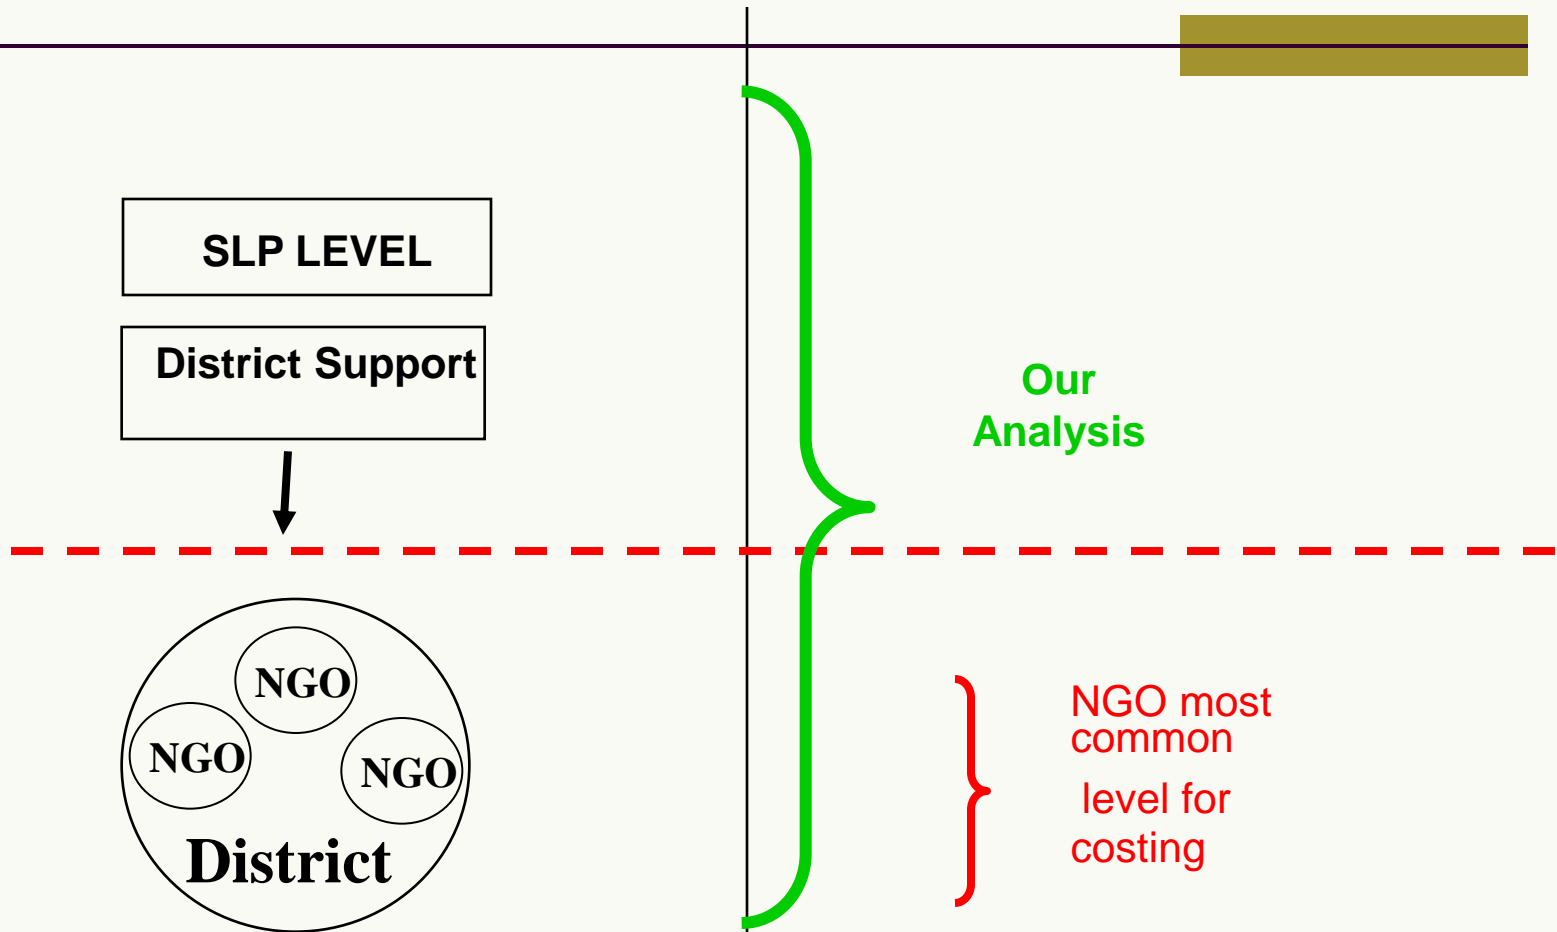 SLP LEVEL
District Support
Our
Analysis
NGO
NGO
NGO
District
NGO most
common
level for
costing